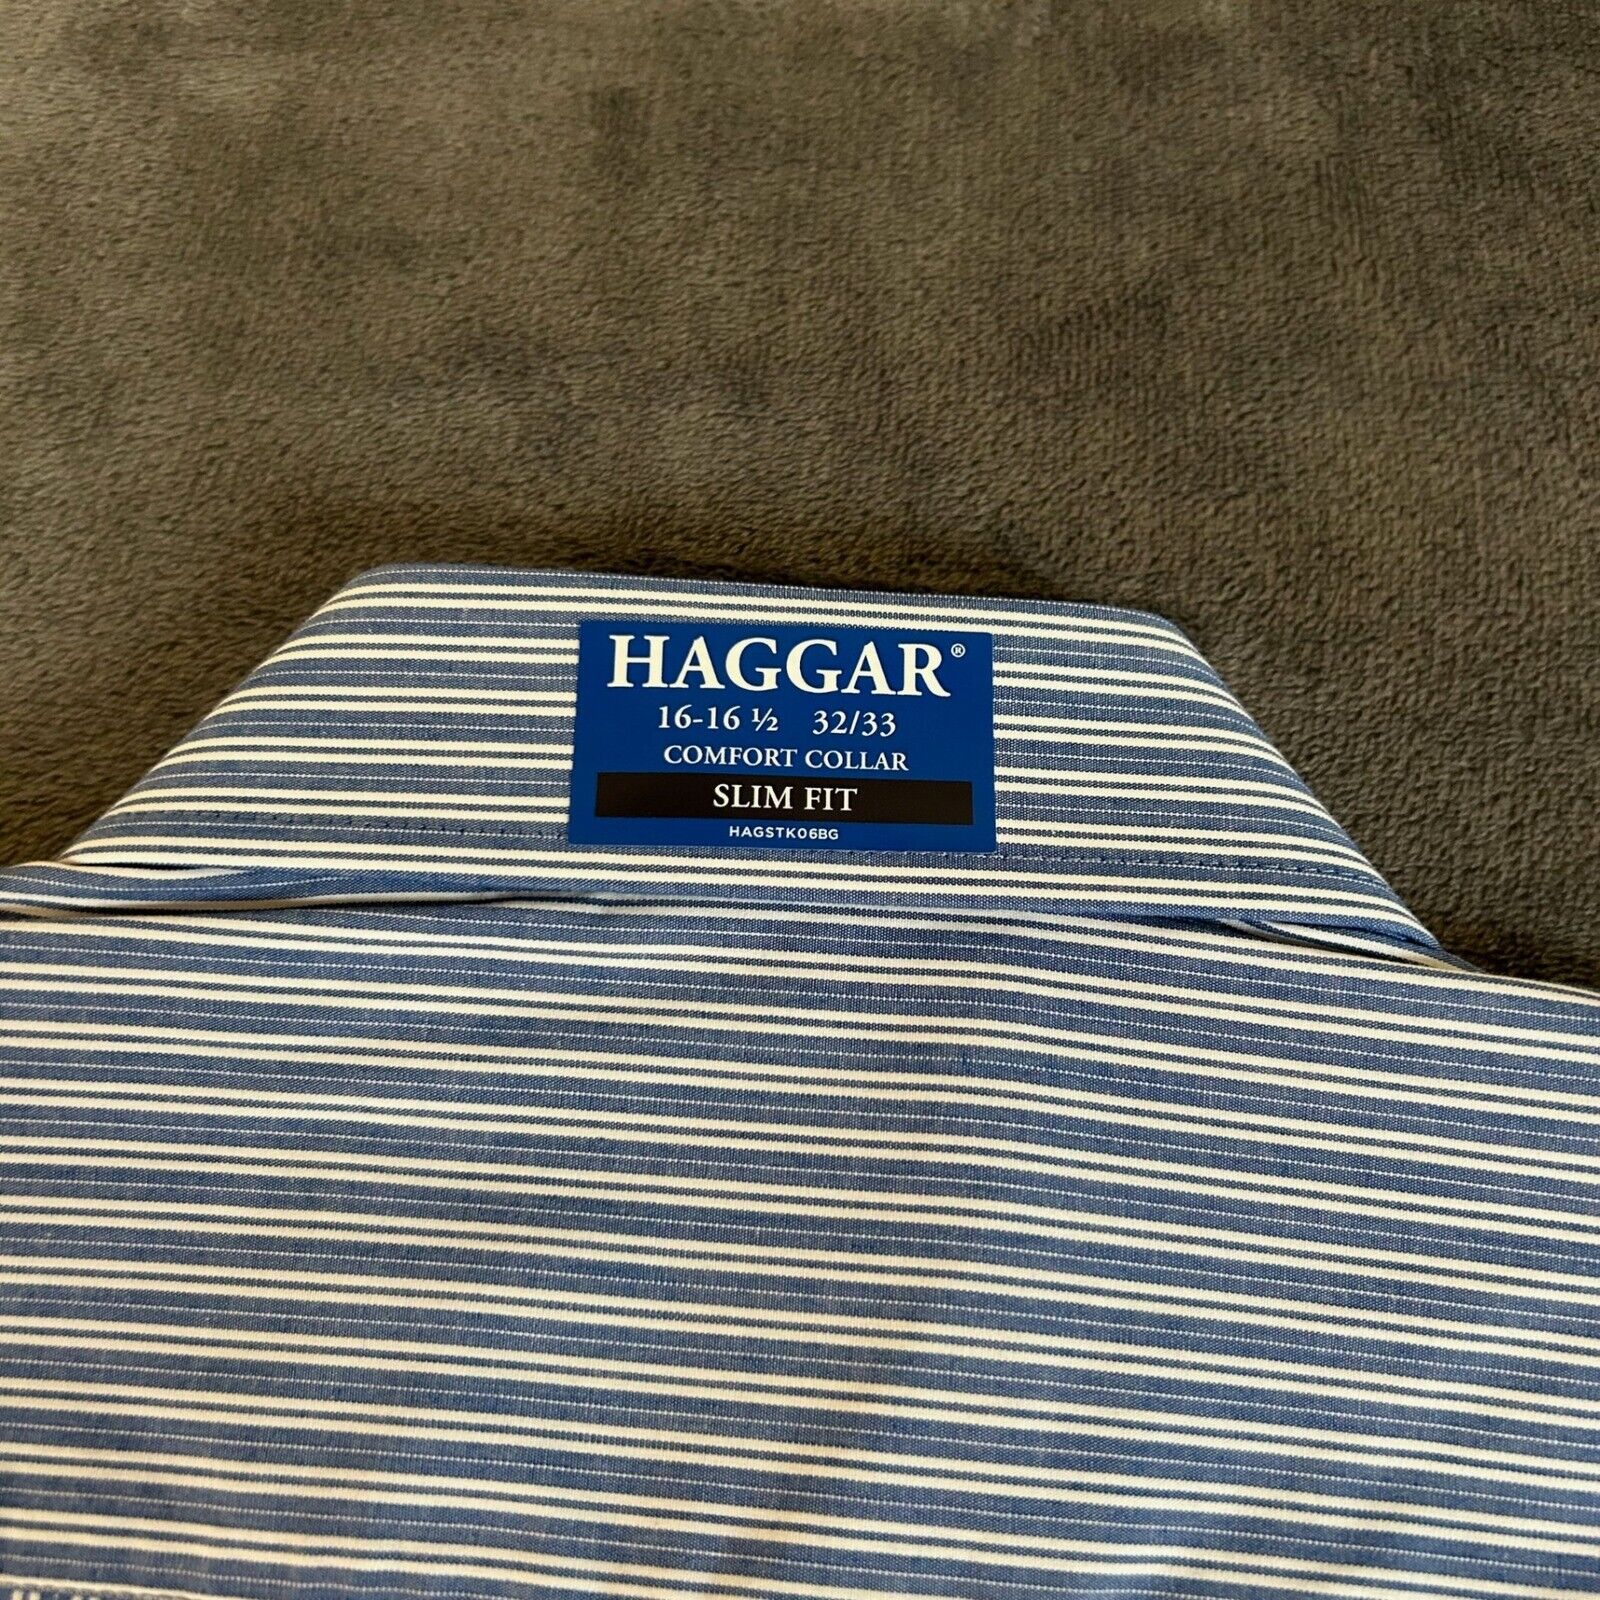 HAGGAR®
16-16 ½ 32/33
COMFORT COLLAR
SLIM FIT
HAGSTK06BG